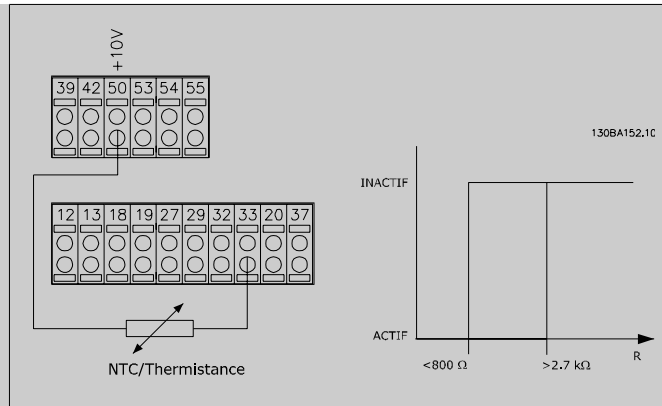 +10V
39 42 50 53 54 55
130BA152.10
INACTIF
12 13 18 19 27 29 32 33 20 37
ACTIF
<800 Ω >2.7 kΩ R
NTC/Thermistance